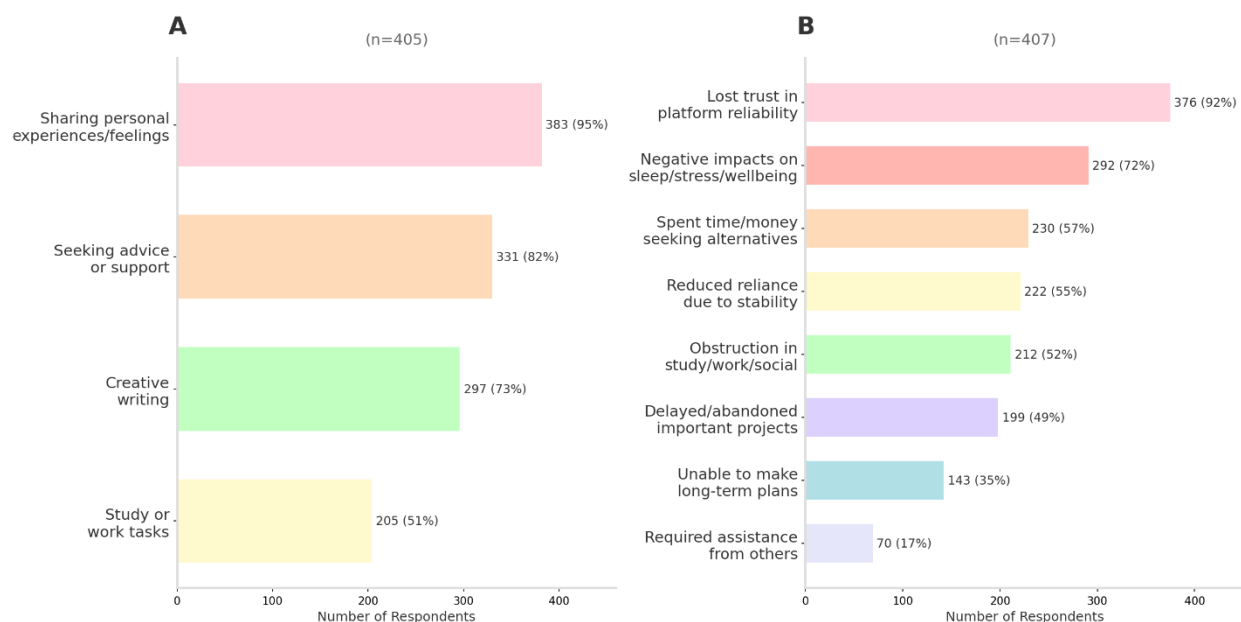 A
(n=405)
Sharing personal
experiences/feelings
383 (95%)
Seeking advice
or support
331 (82%)
Creative
writing
297 (73%)
Study or
work tasks
205 (51%)
0
100
200
300
400
Number of Respondents
B
(n=407)
Lost trust in
platform reliability
376 (92%)
Negative impacts on
sleep/stress/wellbeing
292 (72%)
Spent time/money
seeking alternatives
230 (57%)
Reduced reliance
due to stability
222 (55%)
Obstruction in
study/work/social
212 (52%)
Delayed/abandoned
important projects
199 (49%)
Unable to make
long-term plans
143 (35%)
Required assistance
from others
70 (17%)
0
100
200
300
400
Number of Respondents